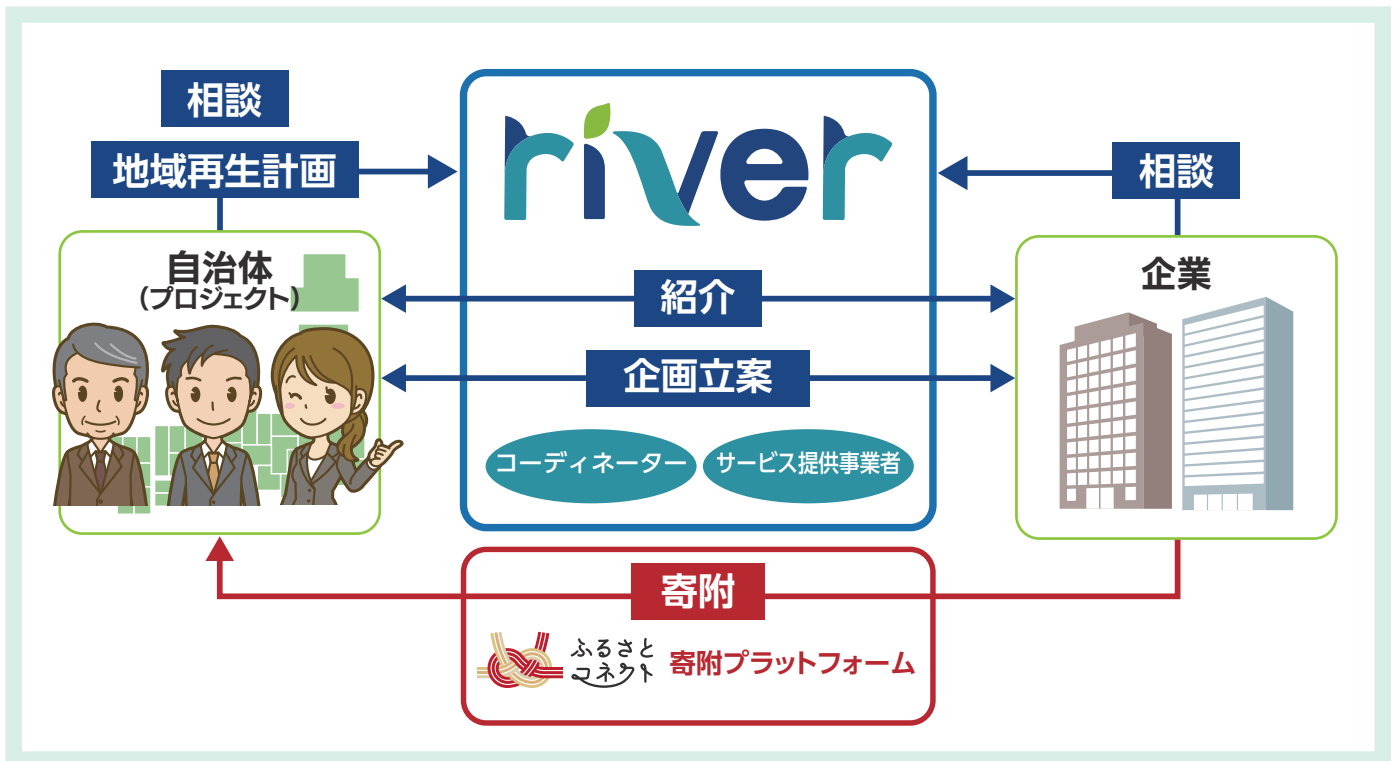 相談
地域再生計画
自治体
(プロジェクト)
river
紹介
企画立案
コーディネーター
サービス提供事業者
相談
企業
寄附
ふるさと
コネクト
寄附プラットフォーム